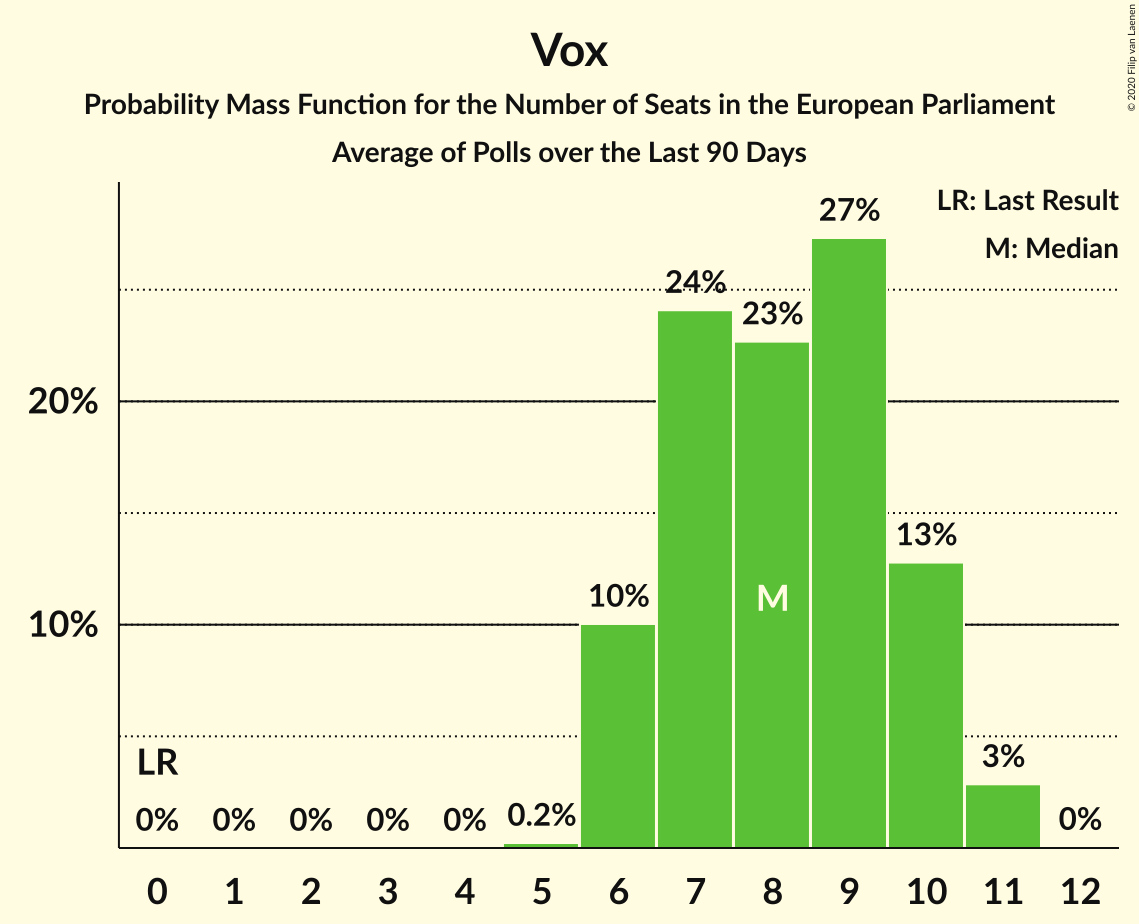 © 2020 Filip van Laenen
Vox
Probability Mass Function for the Number of Seats in the European Parliament
Average of Polls over the Last 90 Days
LR: Last Result
M: Median
27%
24%
23%
20%
13%
10%
10%
M
LR
3%
0% 0% 0% 0% 0% 0.2% 0%
0 1 2 3 4 5 6 7 8 9 10 11 12